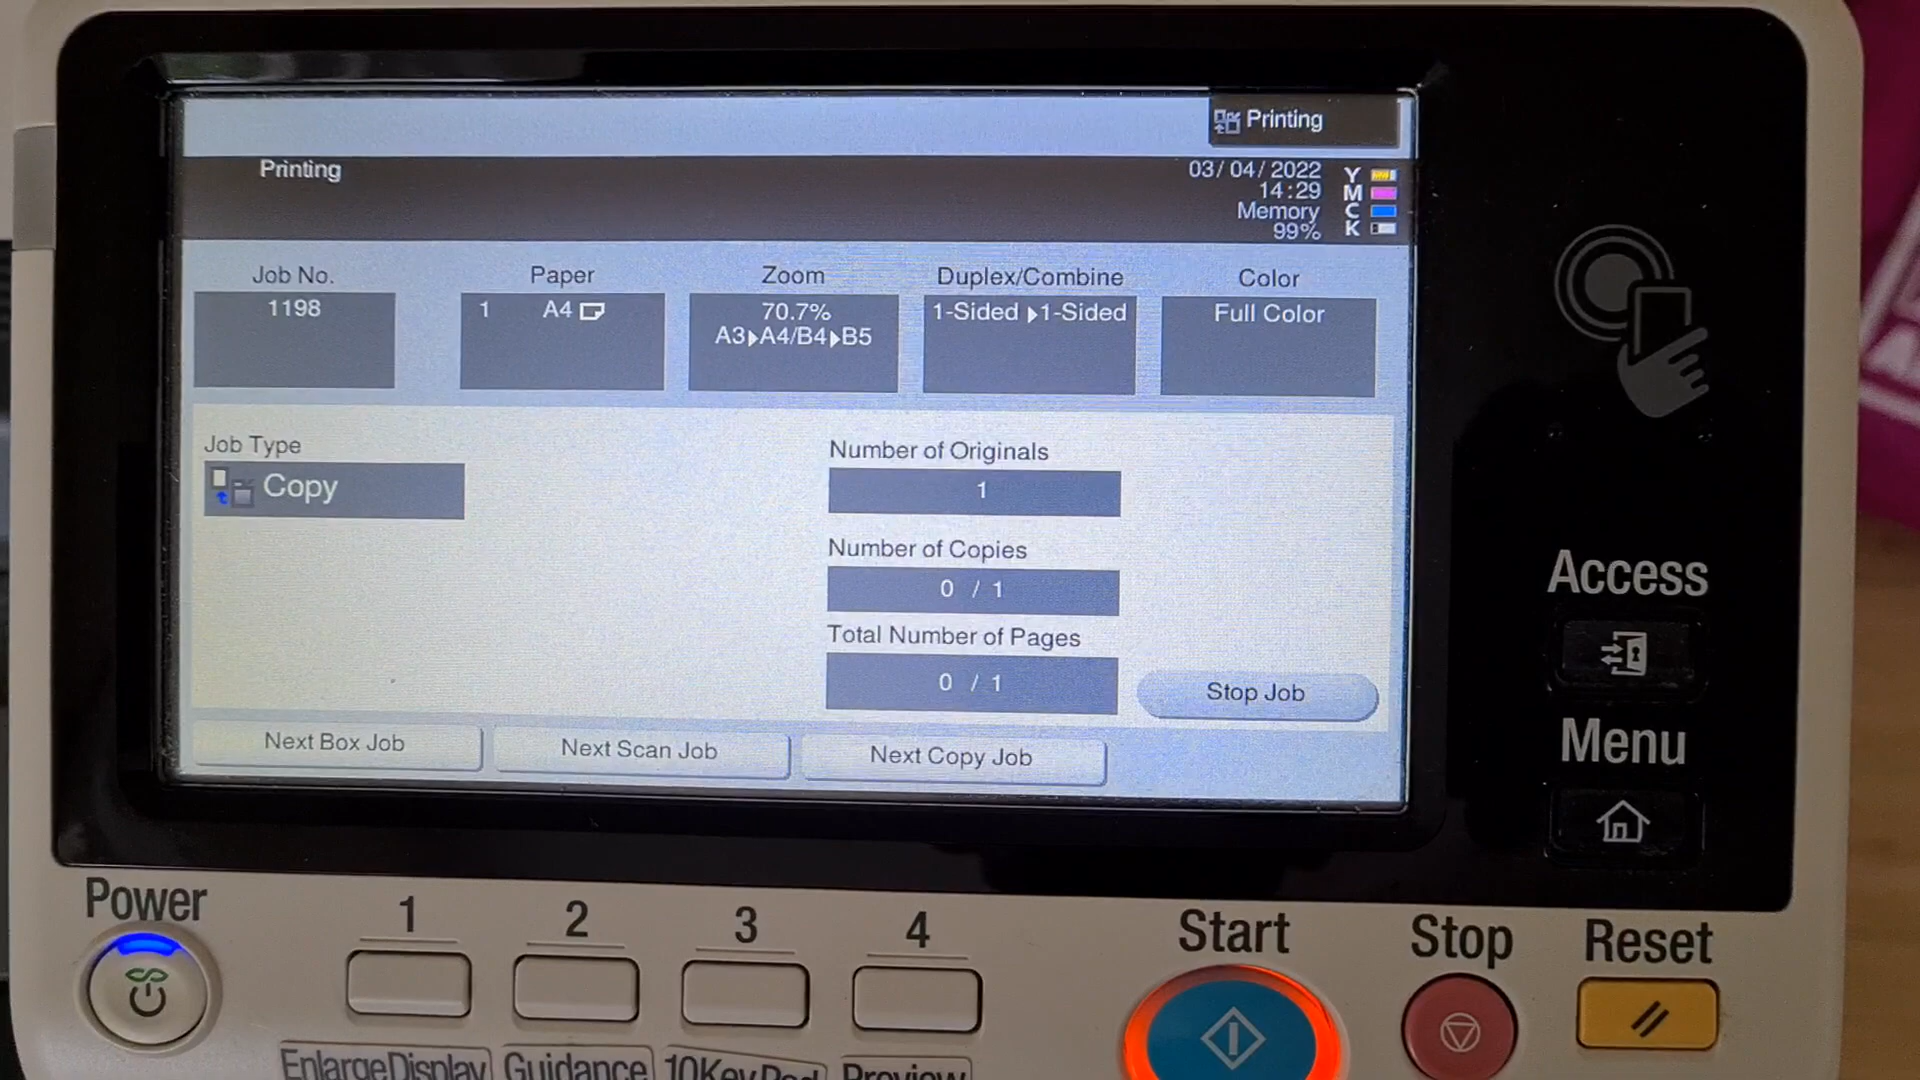 Printing
Printing
03/04/2022
14:29
Memory
99%
Y
M
C
K
Job No.
1198
Paper
1 A4
Zoom
70.7%
A3▶A4/B4▶B5
Duplex/Combine
1-Sided ▶1-Sided
Color
Full Color
Job Type
Copy
Number of Originals
1
Number of Copies
0 / 1
Total Number of Pages
0 / 1
Stop Job
Next Box Job
Next Scan Job
Next Copy Job
Access
Menu
Power
1
2
3
4
Start
Stop
Reset
EnlargeDisplay
Guidance
10KeyPad
Preview